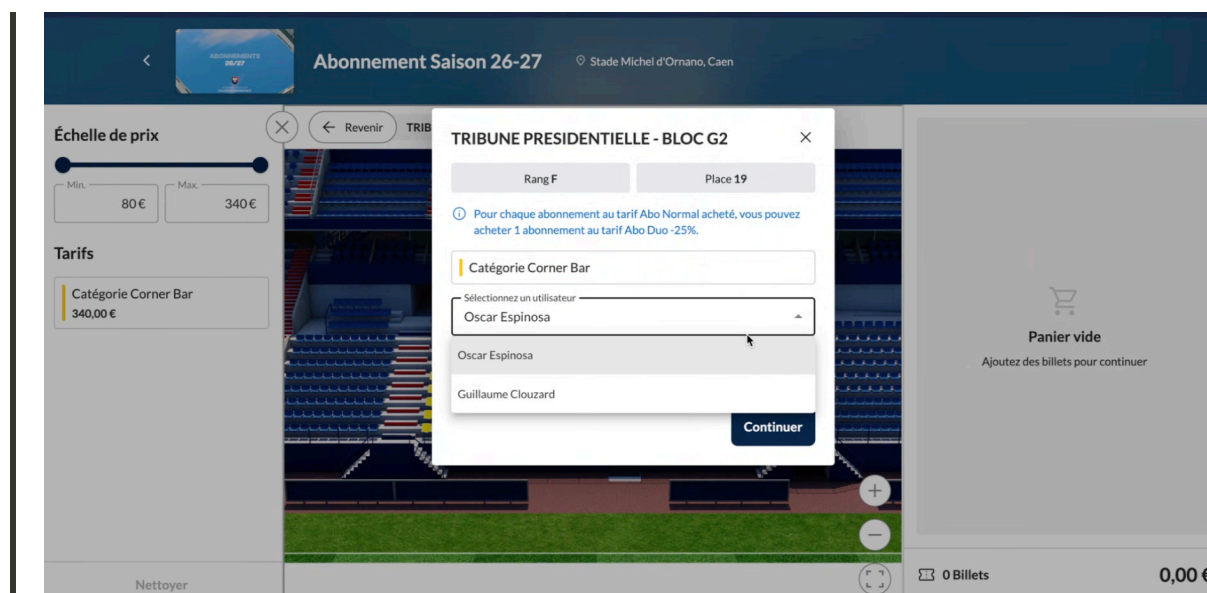 ABONNEMENTS
26/27
Abonnement Saison 26-27
Stade Michel d'Ornano, Caen
Échelle de prix
Min.
80 €
Max.
340 €
Tarifs
Catégorie Corner Bar
340,00 €
Nettoyer
Revenir
TRIB
TRIBUNE PRESIDENTIELLE - BLOC G2
Rang F
Place 19
Pour chaque abonnement au tarif Abo Normal acheté, vous pouvez
acheter 1 abonnement au tarif Abo Duo -25%.
Catégorie Corner Bar
Sélectionnez un utilisateur
Oscar Espinosa
Oscar Espinosa
Guillaume Clouzard
Continuer
Panier vide
Ajoutez des billets pour continuer
0 Billets
0,00 €